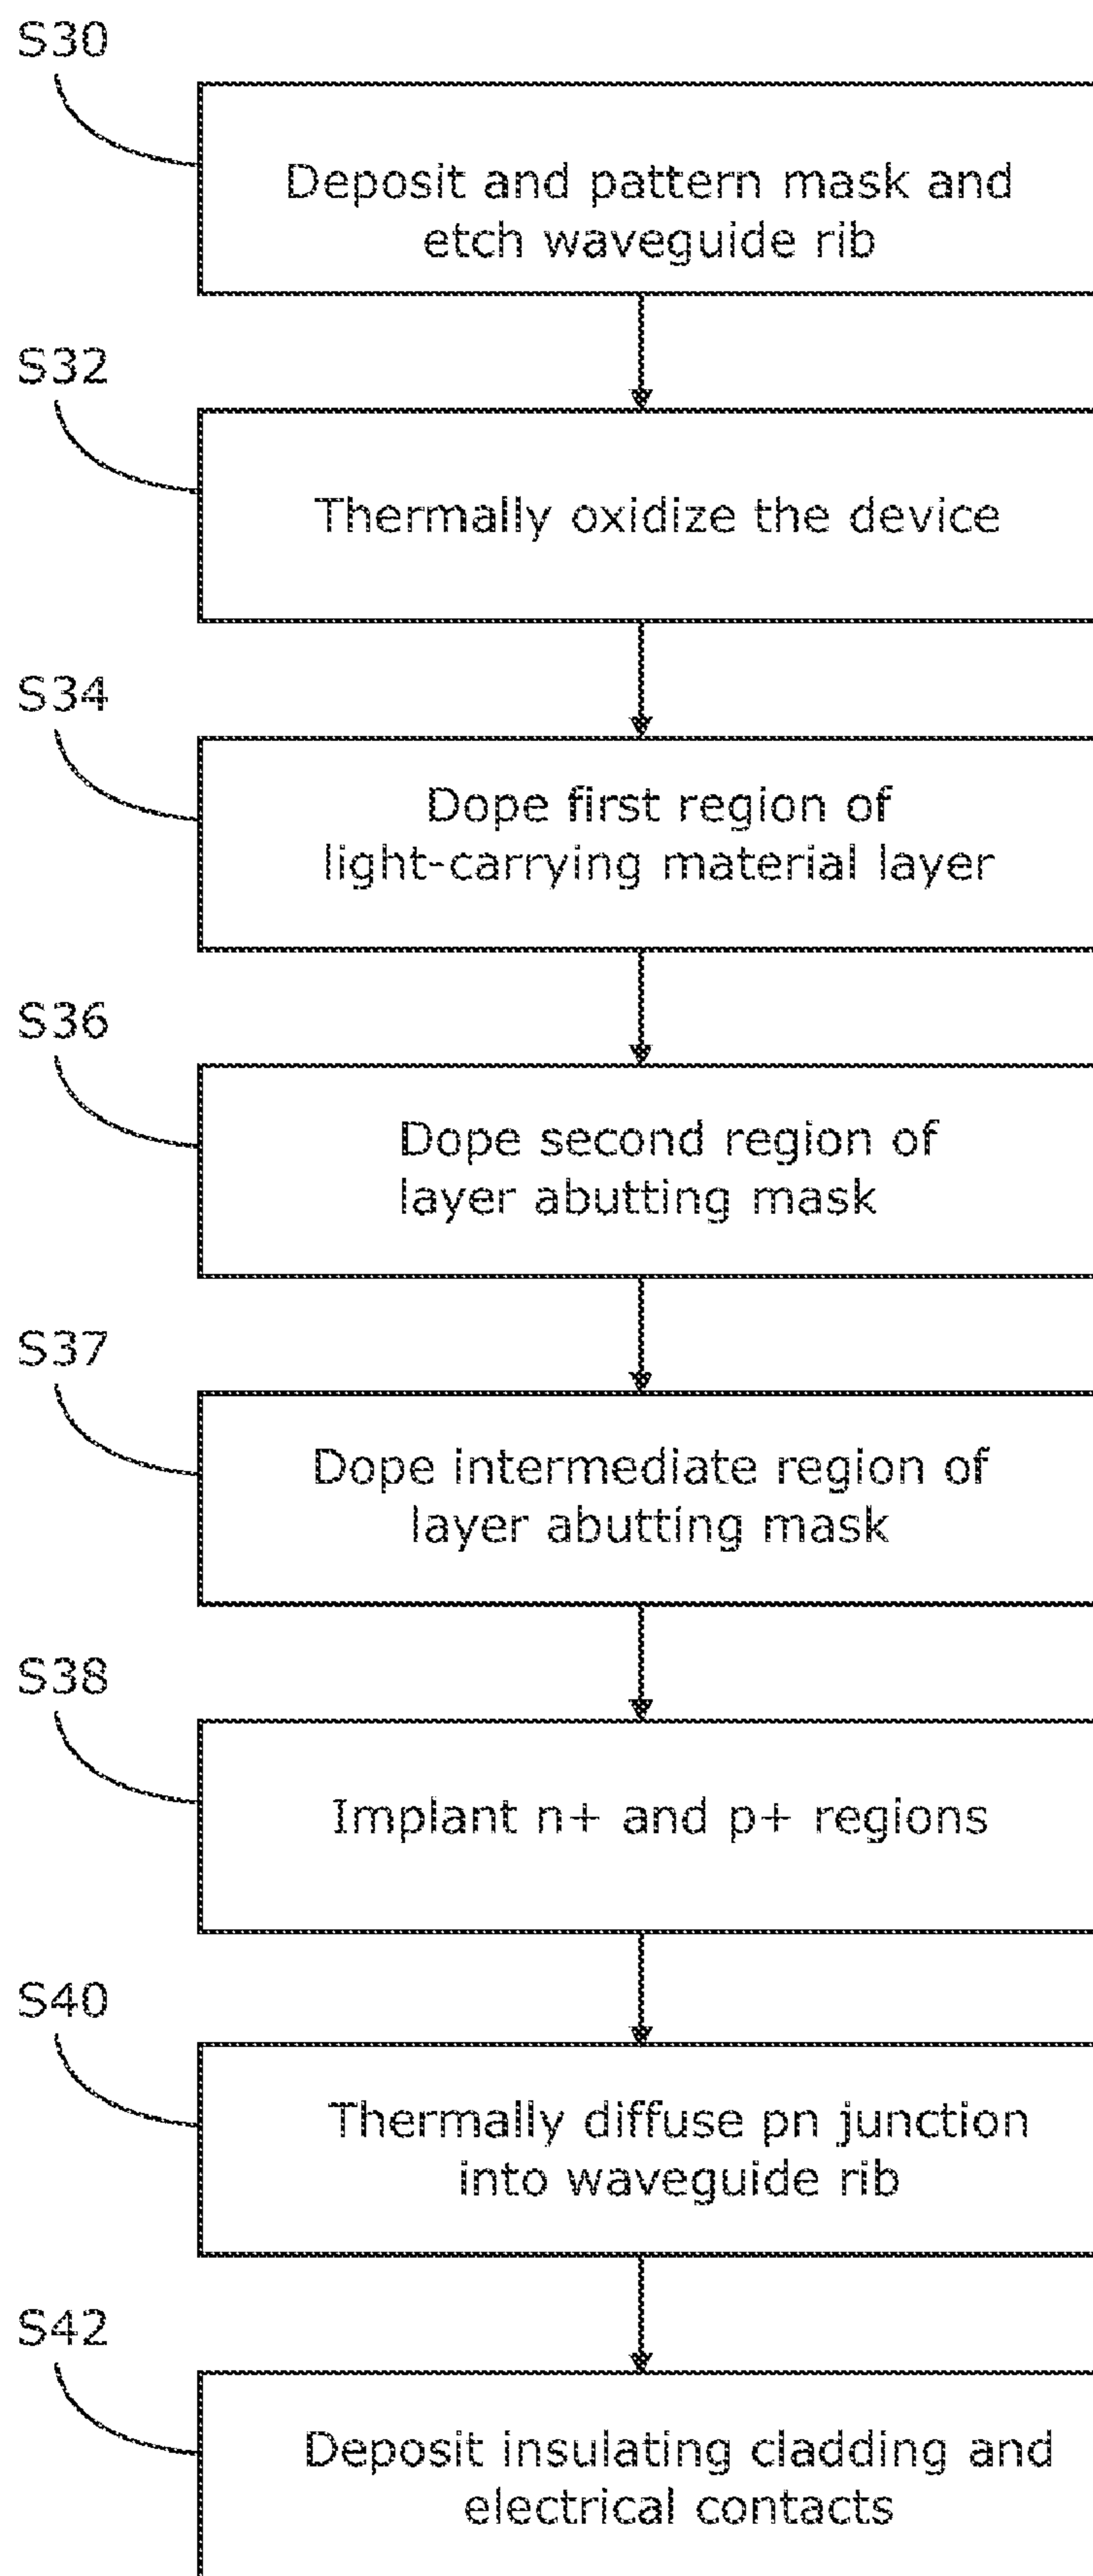 S30
Deposit and pattern mask and
etch waveguide rib
S32
Thermally oxidize the device
S34
Dope first region of
light-carrying material layer
S36
Dope second region of
layer abutting mask
S37
Dope intermediate region of
layer abutting mask
S38
Implant n+ and p+ regions
S40
Thermally diffuse pn junction
into waveguide rib
S42
Deposit insulating cladding and
electrical contacts